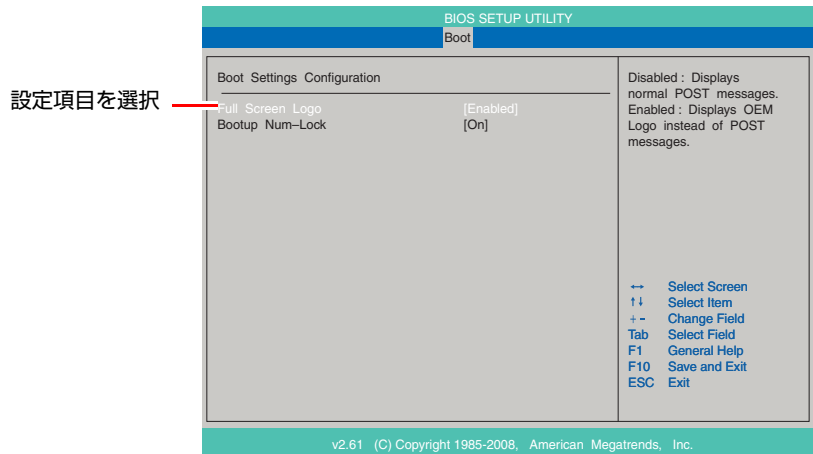 BIOS SETUP UTILITY
Boot
設定項目を選択
Boot Settings Configuration
Full Screen Logo [Enabled]
Bootup Num–Lock [On]
Disabled : Displays
normal POST messages.
Enabled : Displays OEM
Logo instead of POST
messages.
↔ Select Screen
↑↓ Select Item
+ - Change Field
Tab Select Field
F1 General Help
F10 Save and Exit
ESC Exit
v2.61 (C) Copyright 1985-2008, American Megatrends, Inc.